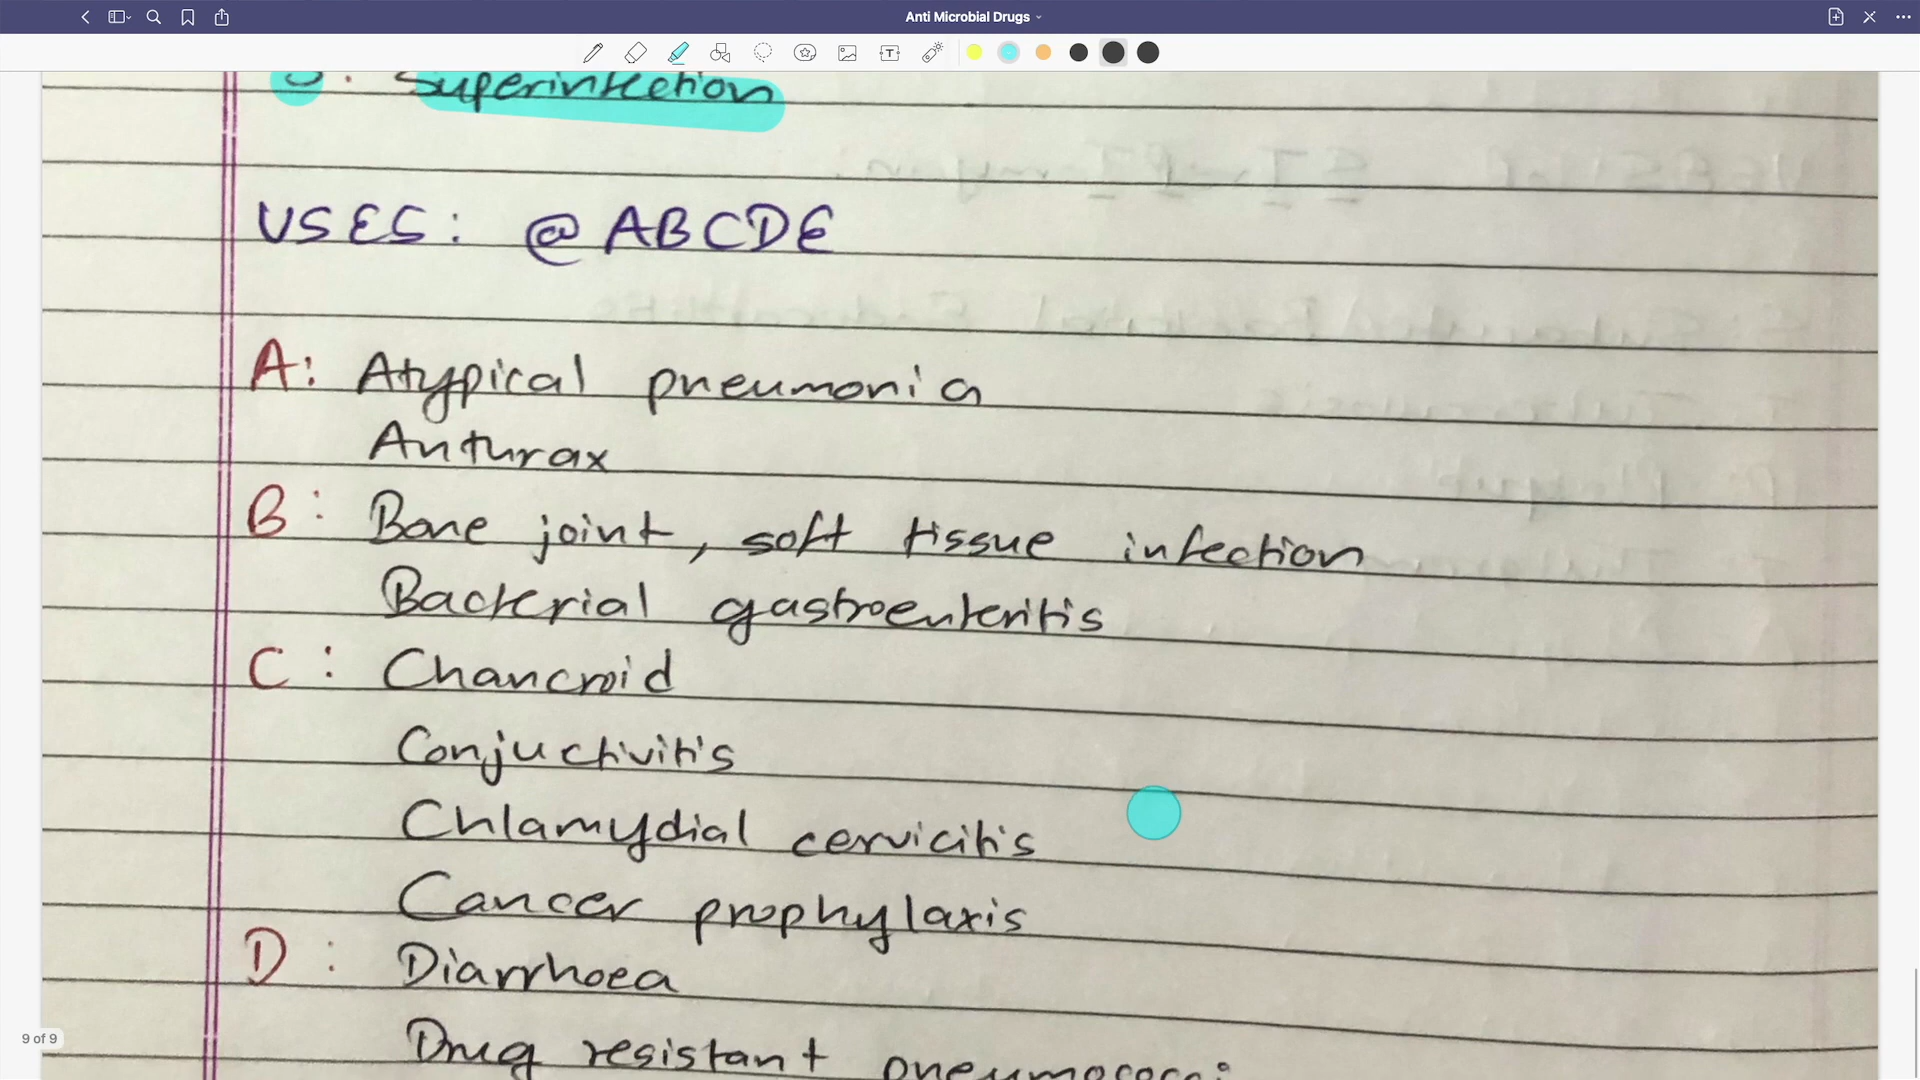 Anti Microbial Drugs
Superinfection
USES: @ ABCDE
A: Atypical pneumonia
Anthrax
B: Bone joint, soft tissue infection
Bacterial gastroenteritis
C: Chancroid
Conjuctivitis
Chlamydial cervicitis
Cancer prophylaxis
D: Diarrhoea
Drug resistant pneumococci
9 of 9